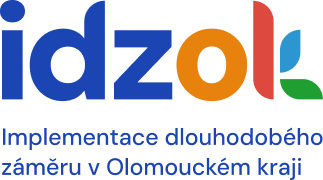 idzok
Implementace dlouhodobého
záměru v Olomouckém kraji